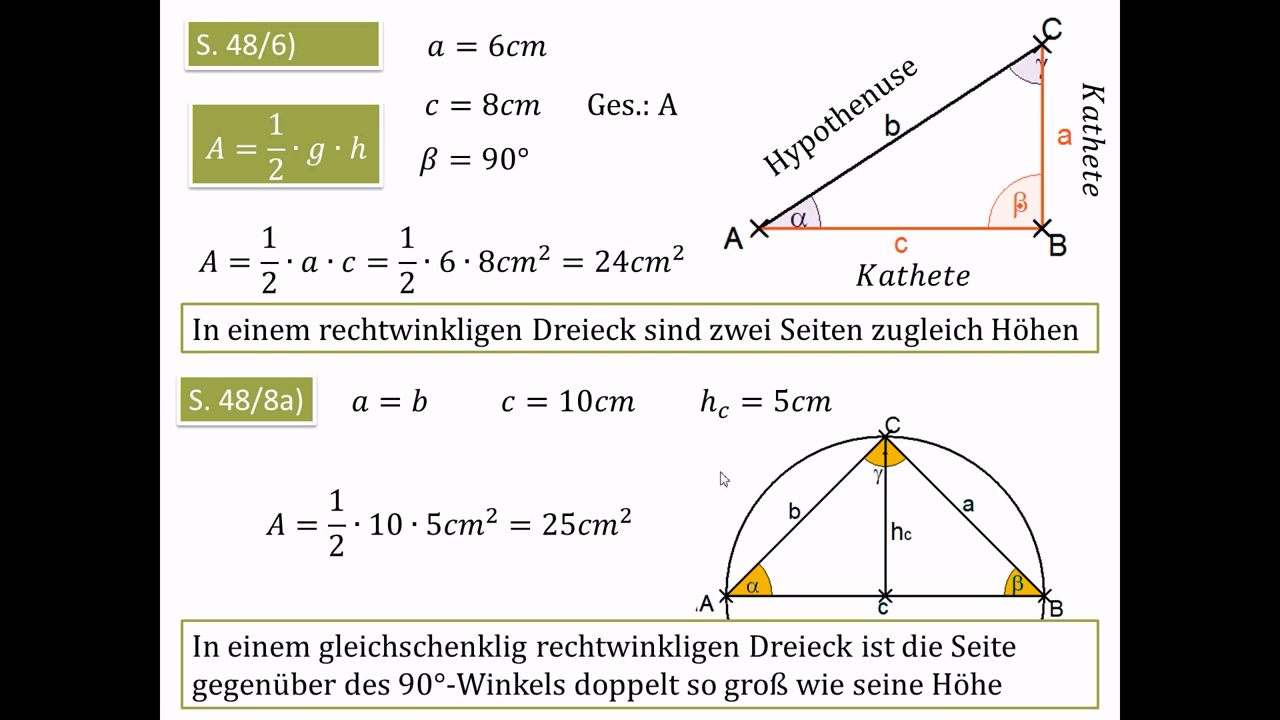 S. 48/6)
a = 6cm
c = 8cm Ges.: A
β = 90°
A = 1/2 · g · h
C
γ
Hypothenuse
b
a
Kathete
A
α
β
B
c
Kathete
A = 1/2 · a · c = 1/2 · 6 · 8cm² = 24cm²
In einem rechtwinkligen Dreieck sind zwei Seiten zugleich Höhen
S. 48/8a) a = b c = 10cm h_c = 5cm
C
γ
b
a
hc
A = 1/2 · 10 · 5cm² = 25cm²
α
β
A
c
B
In einem gleichschenklig rechtwinkligen Dreieck ist die Seite
gegenüber des 90°-Winkels doppelt so groß wie seine Höhe